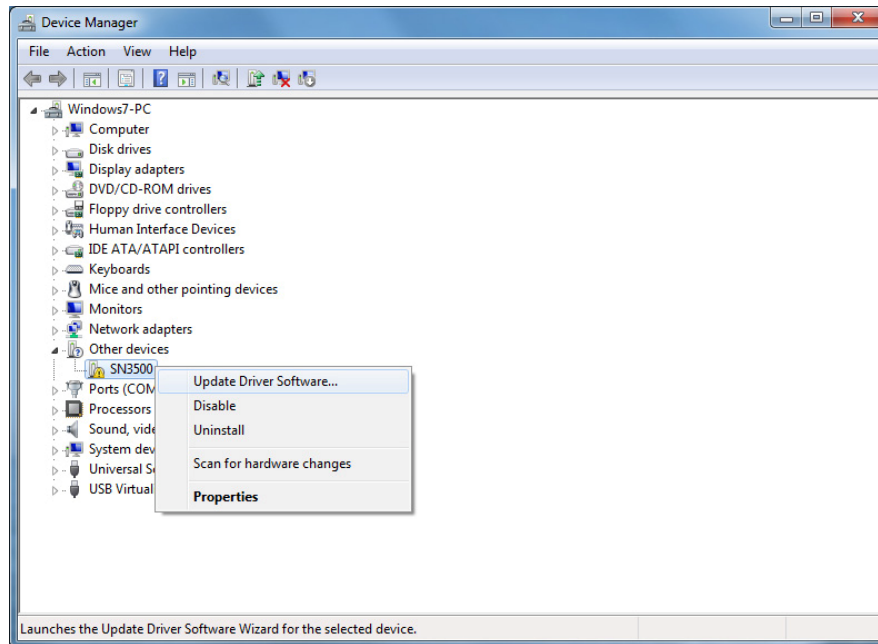 Device Manager
File Action View Help
Windows7-PC
Computer
Disk drives
Display adapters
DVD/CD-ROM drives
Floppy drive controllers
Human Interface Devices
IDE ATA/ATAPI controllers
Keyboards
Mice and other pointing devices
Monitors
Network adapters
Other devices
SN3500
Update Driver Software...
Ports (COM
Disable
Processors
Sound, vide
Uninstall
System dev
Scan for hardware changes
Universal Se
USB Virtual
Properties
Launches the Update Driver Software Wizard for the selected device.